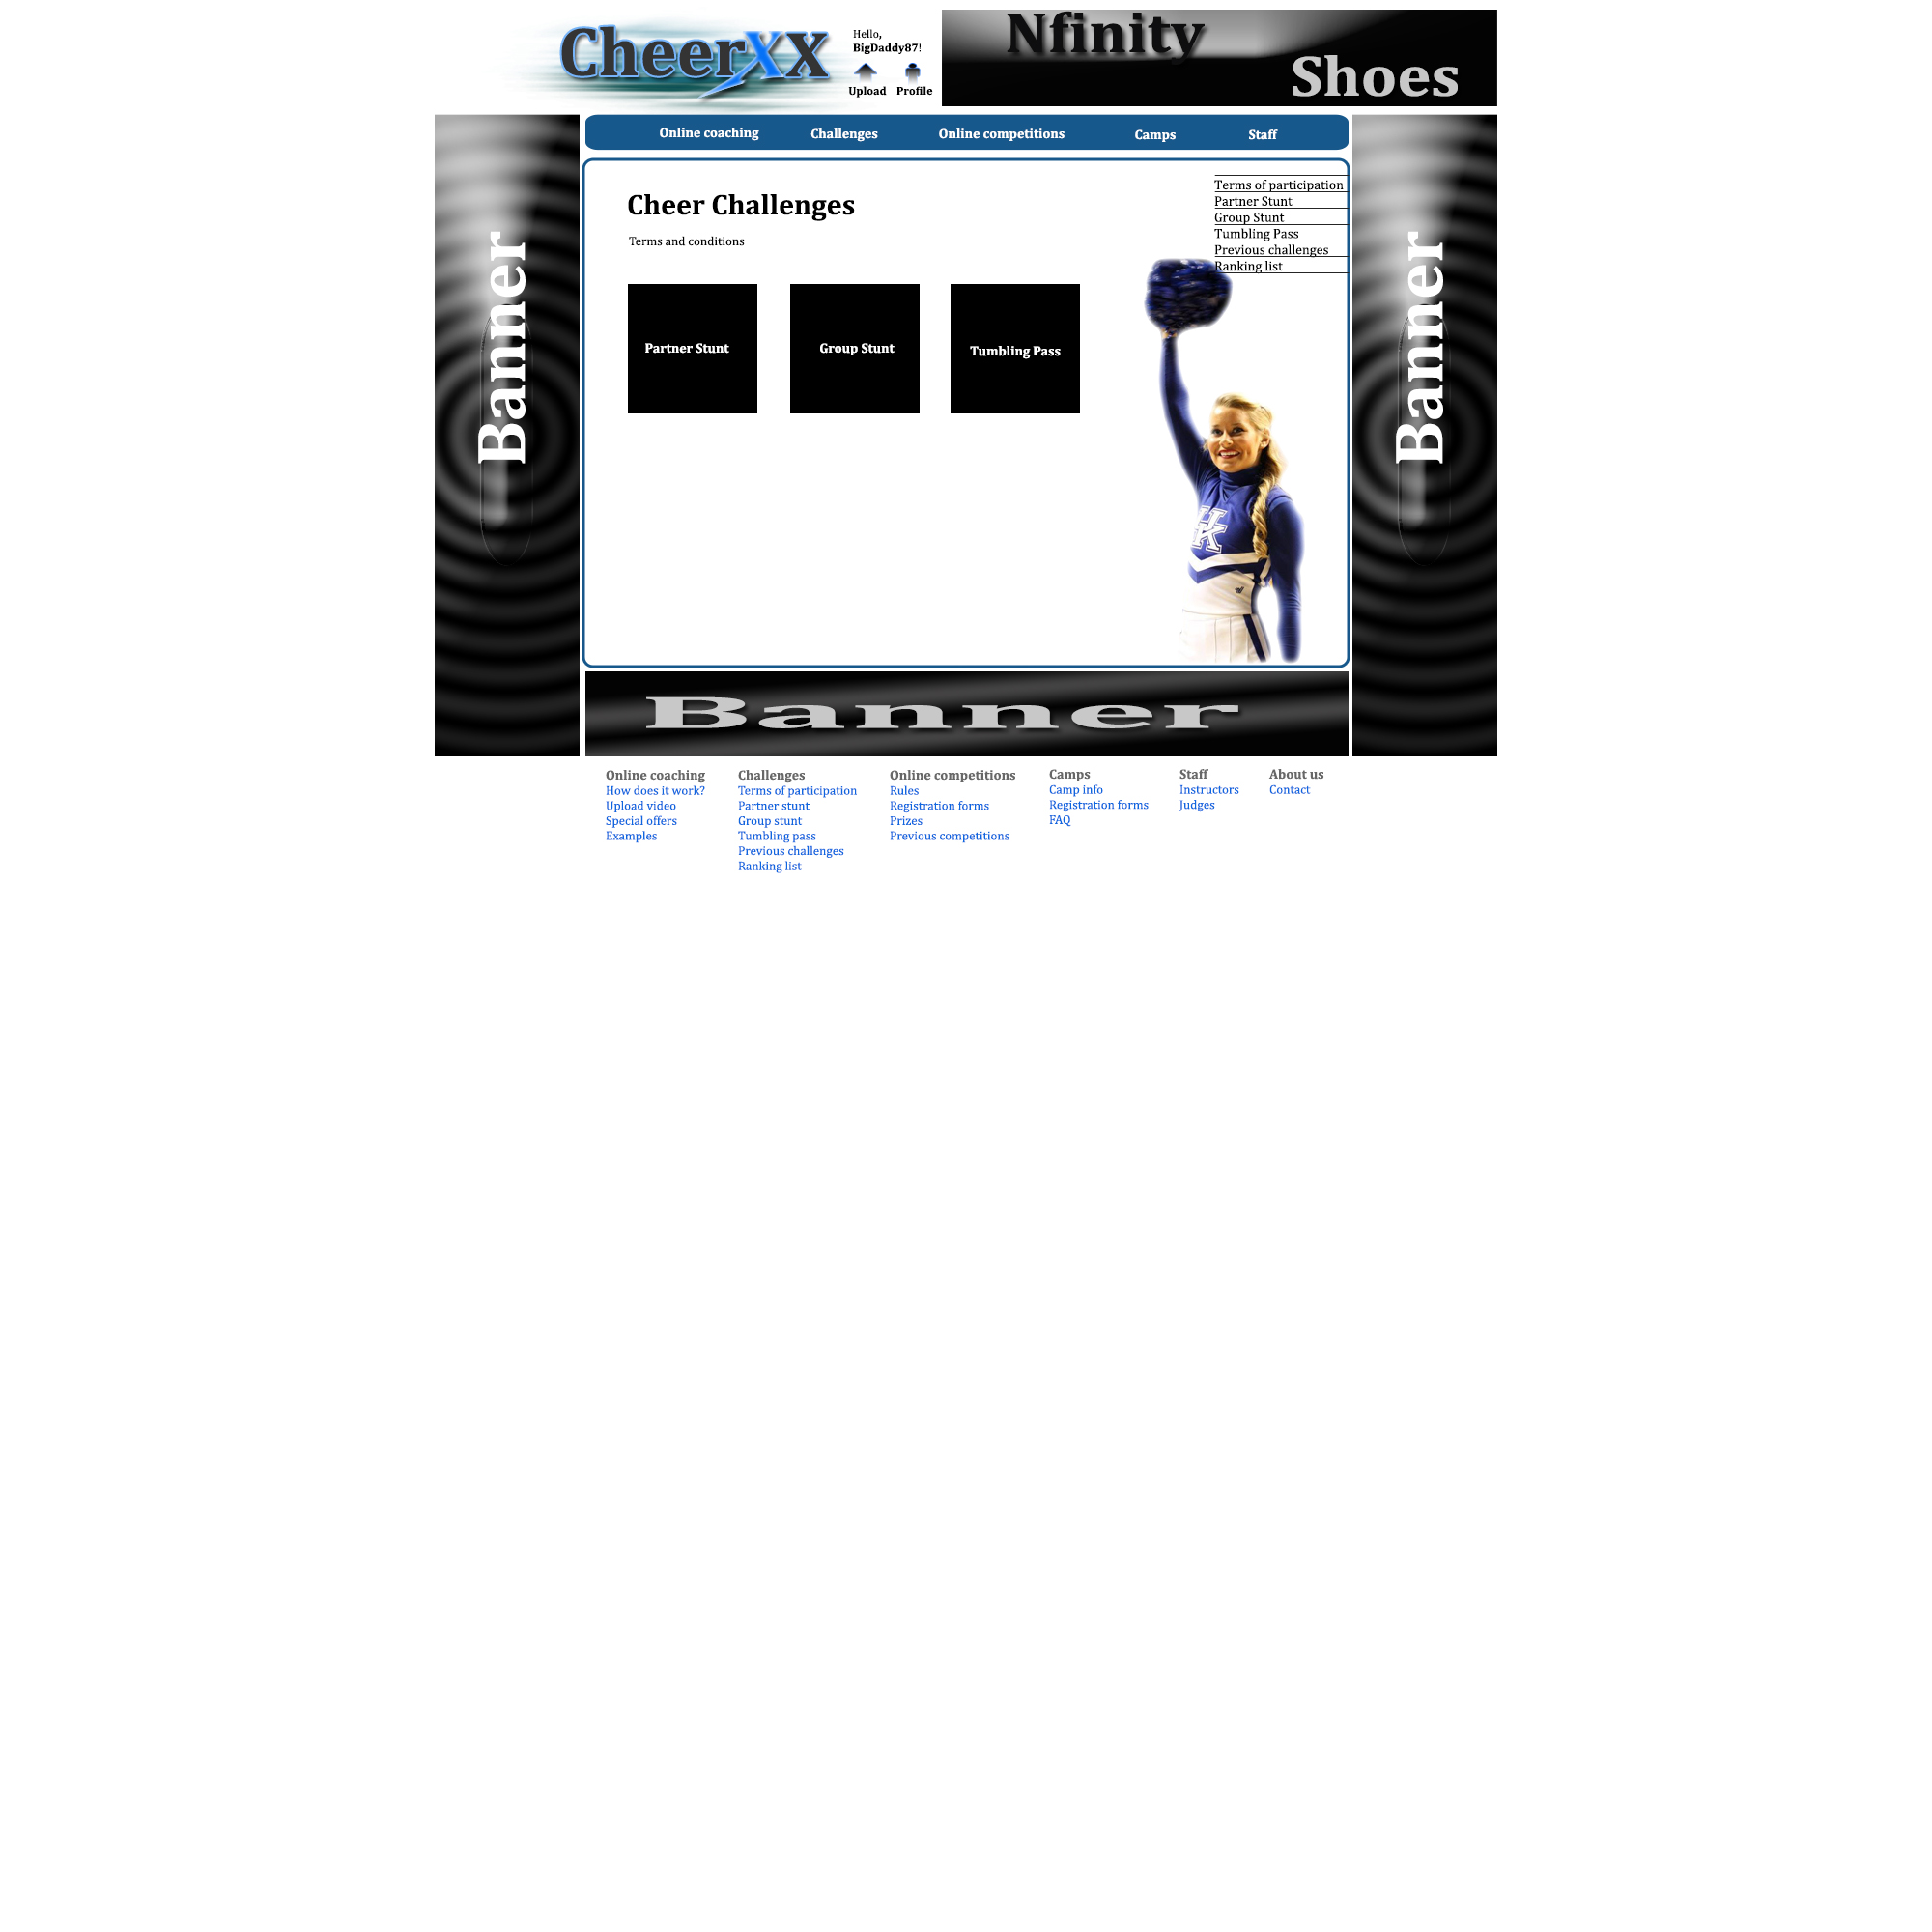 CheerXX
Hello,
BigDaddy87!
Upload Profile
Nfinity
Shoes
Online coaching Challenges Online competitions Camps Staff
Banner
Cheer Challenges
Terms and conditions
Terms of participation
Partner Stunt
Group Stunt
Tumbling Pass
Previous challenges
Ranking list
Partner Stunt
Group Stunt
Tumbling Pass
UK
Banner
Banner
Online coaching
How does it work?
Upload video
Special offers
Examples
Challenges
Terms of participation
Partner stunt
Group stunt
Tumbling pass
Previous challenges
Ranking list
Online competitions
Rules
Registration forms
Prizes
Previous competitions
Camps
Camp info
Registration forms
FAQ
Staff
Instructors
Judges
About us
Contact